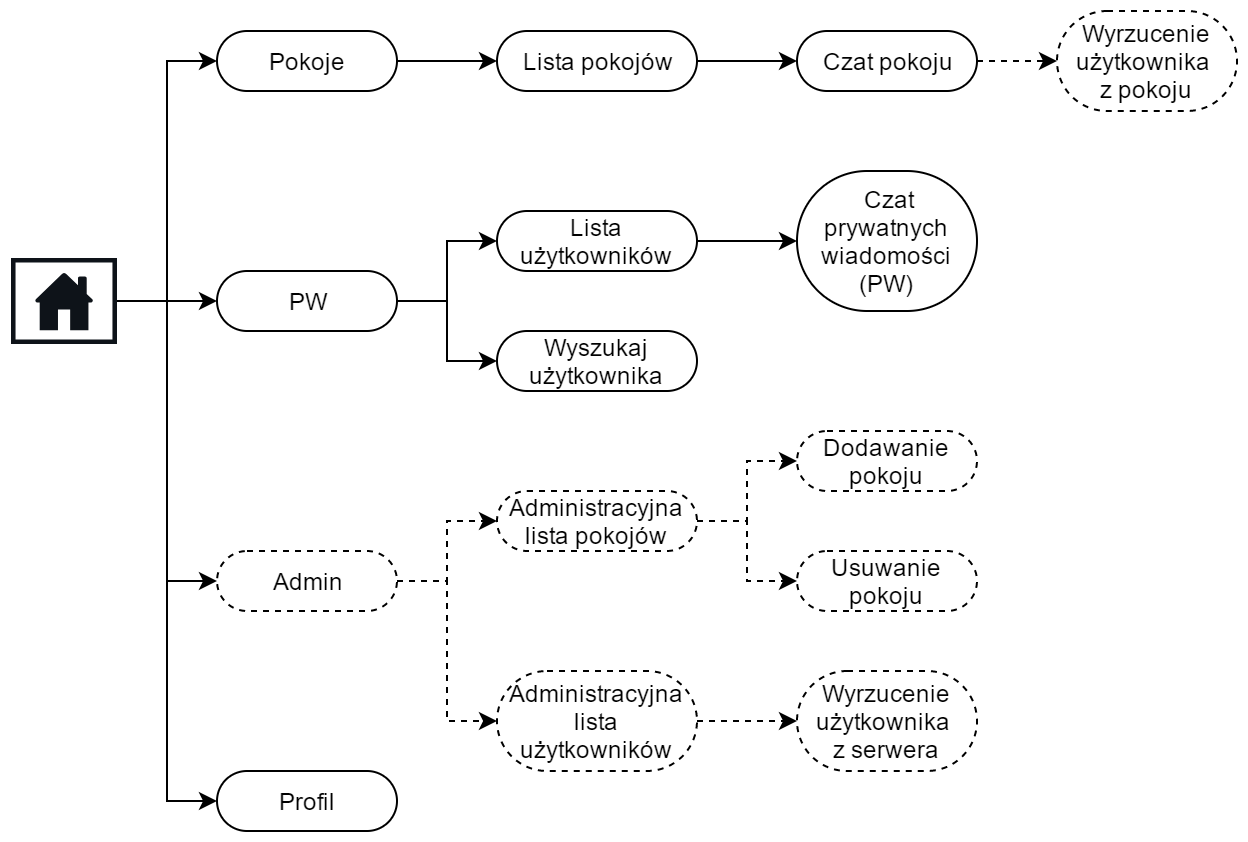 Pokoje
Lista pokojów
Czat pokoju
Wyrzucenie
użytkownika
z pokoju
PW
Lista
użytkowników
Czat
prywatnych
wiadomości
(PW)
Wyszukaj
użytkownika
Admin
Administracyjna
lista pokojów
Dodawanie
pokoju
Usuwanie
pokoju
Administracyjna
lista
użytkowników
Wyrzucenie
użytkownika
z serwera
Profil